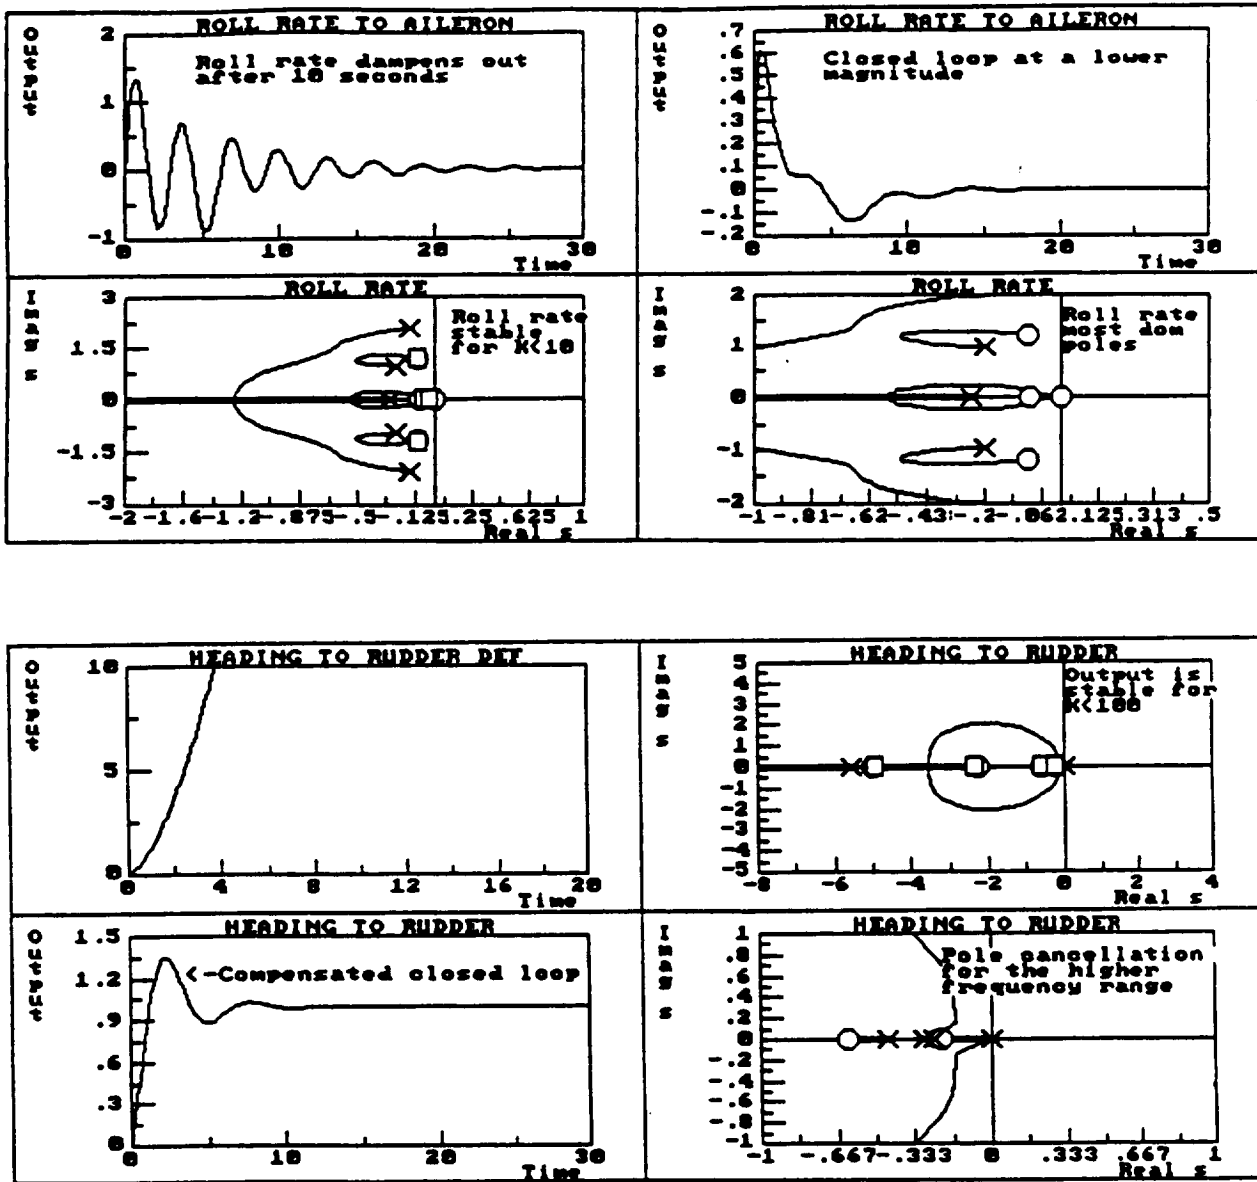 ROLL RATE TO AILERON
Output
2
1
0
-1
Roll rate dampens out
after 10 seconds
0 10 20 30
Time
ROLL RATE TO AILERON
Output
.7
.6
.5
.4
.3
.2
.1
0
-.1
-.2
Closed loop at a lower
magnitude
0 10 20 30
Time
ROLL RATE
Imag s
3
1.5
0
-1.5
-3
Roll rate
stable
for K<10
-2 -1.6 -1.2 -.875 -.5 -.125 .25 .625 1
Real s
ROLL RATE
Imag s
2
1
0
-1
-2
Roll rate
most dom
poles
-1 -.81 -.62 -.43 -.2 -.062 .125 .313 .5
Real s
HEADING TO RUDDER DEF
Output
10
5
0
0 4 8 12 16 20
Time
HEADING TO RUDDER
Imag s
5
4
3
2
1
0
-1
-2
-3
-4
-5
Output is
stable for
K<100
-8 -6 -4 -2 0 2 4
Real s
HEADING TO RUDDER
Output
1.5
1.2
.9
.6
.3
0
<-Compensated closed loop
0 10 20 30
Time
HEADING TO RUDDER
Imag s
1
.8
.6
.4
.2
0
-.2
-.4
-.6
-.8
-1
Pole cancellation
for the higher
frequency range
-1 -.667 -.333 0 .333 .667 1
Real s